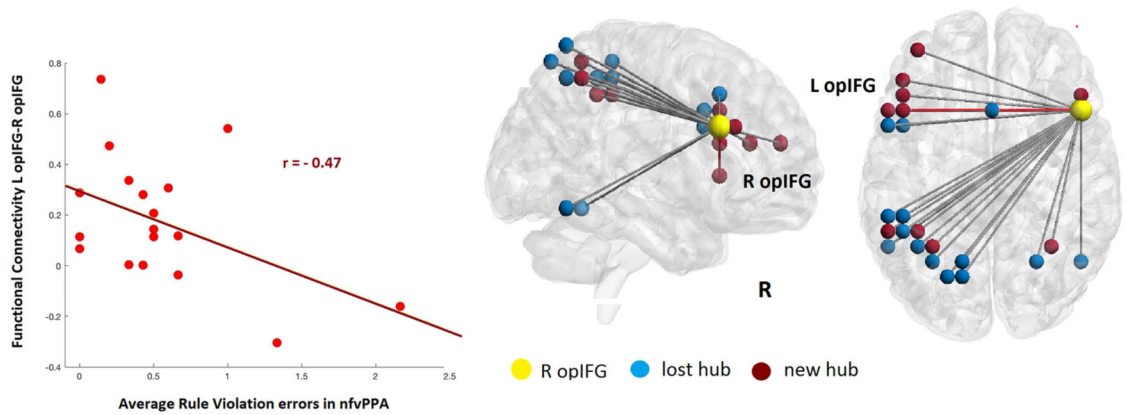 Functional Connectivity L opIFG-R opIFG
0.8
0.6
0.4
0.2
0
-0.2
-0.4
0
0.5
1
1.5
2
2.5
r = - 0.47
Average Rule Violation errors in nfvPPA
R opIFG
R
L opIFG
R opIFG
lost hub
new hub